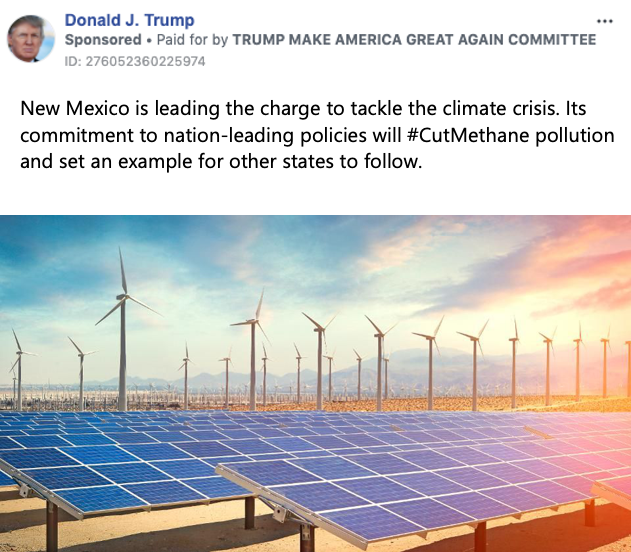 Donald J. Trump
Sponsored • Paid for by TRUMP MAKE AMERICA GREAT AGAIN COMMITTEE
ID: 276052360225974
New Mexico is leading the charge to tackle the climate crisis. Its
commitment to nation-leading policies will #CutMethane pollution
and set an example for other states to follow.